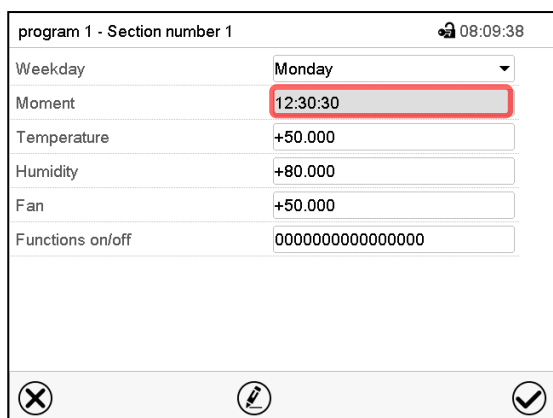 program 1 - Section number 1 08:09:38
Weekday Monday
Moment 12:30:30
Temperature +50.000
Humidity +80.000
Fan +50.000
Functions on/off 0000000000000000